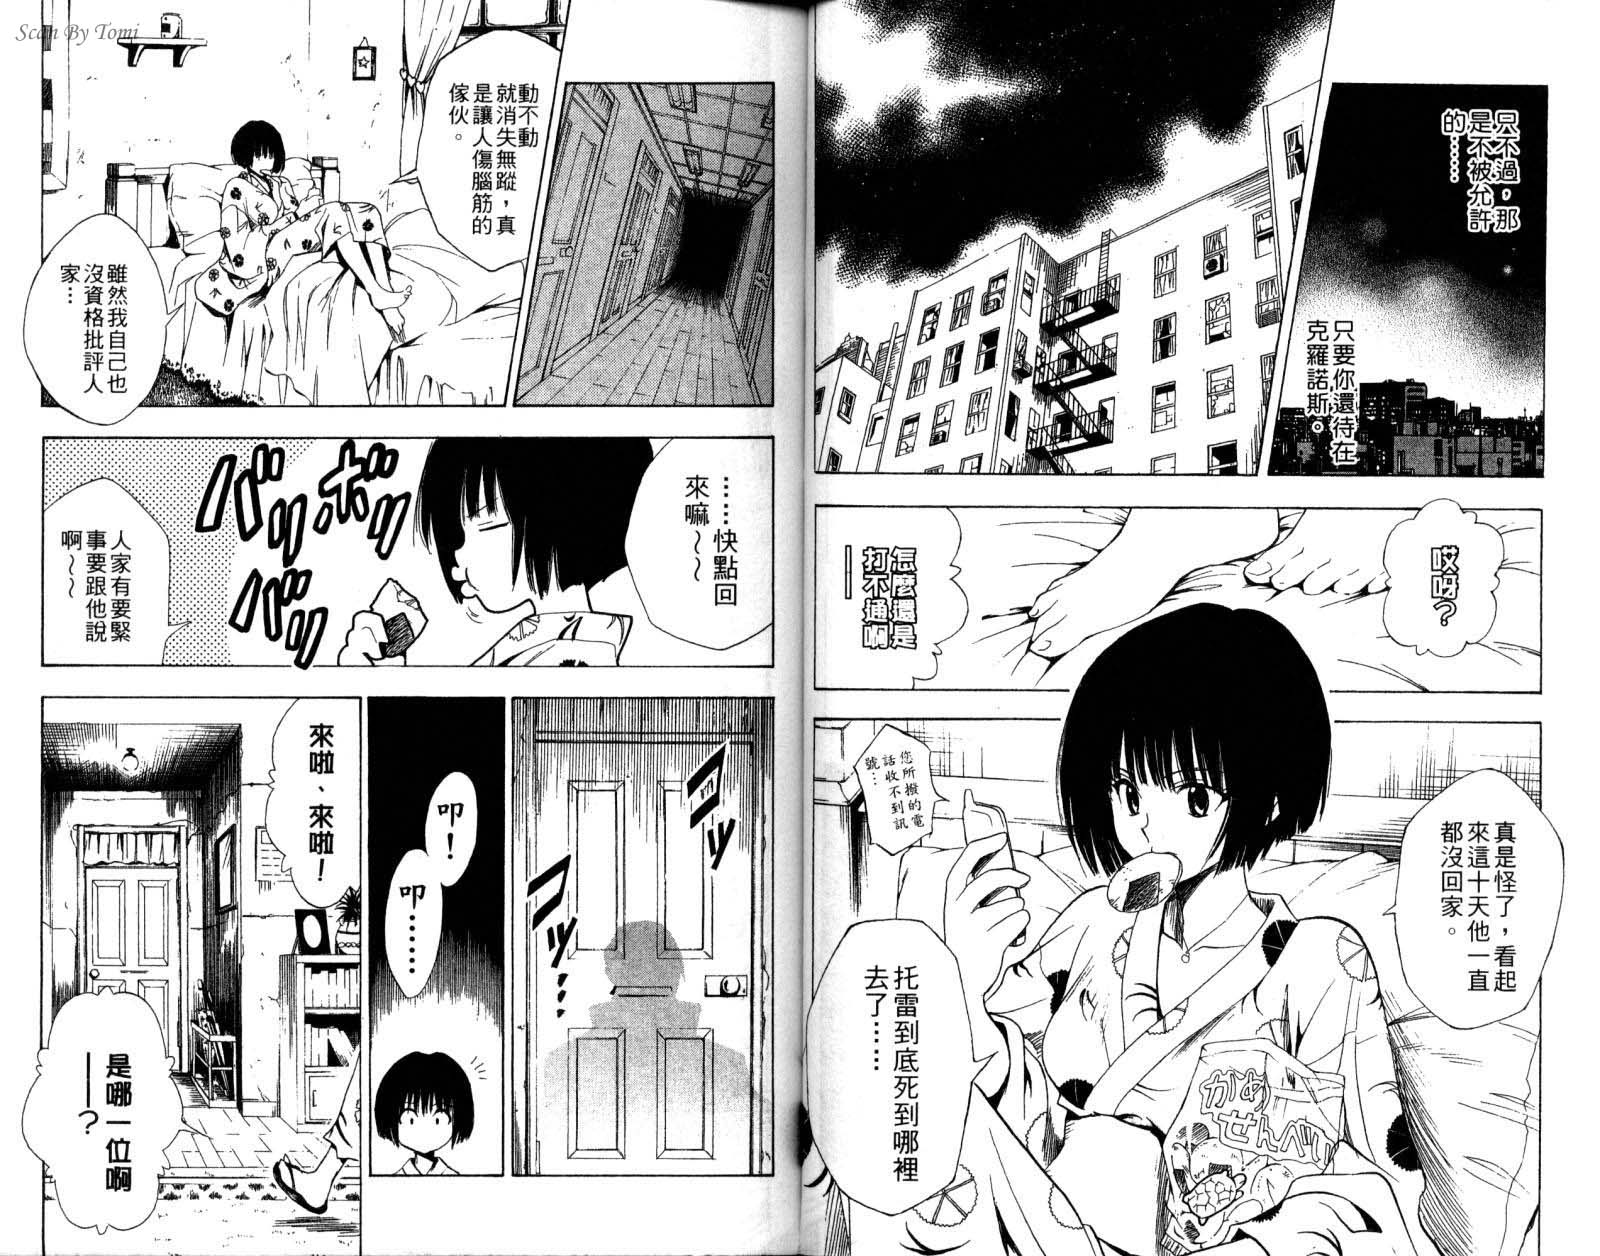 只不過，那
是不被允許
的……
只要你還待在
克羅諾斯。
哎呀？
怎麼還是
打不通啊
——
真是怪了，看起
來這十天他一直
都沒回家。
您所撥的電
話收不到訊
號…
托雷到底死到哪裡
去了……
かめ
せんべい
動不動
就消失無蹤，真
是讓人傷腦筋的
傢伙。
雖然我自己也
沒資格批評人
家…
……快點回
來嘛～～
ボリッ
バリッ
バリッ
人家有要緊
事要跟他說
啊～～
叩！
叩……
來啦、來啦！
是哪一位啊
——？
Scan By Tomi